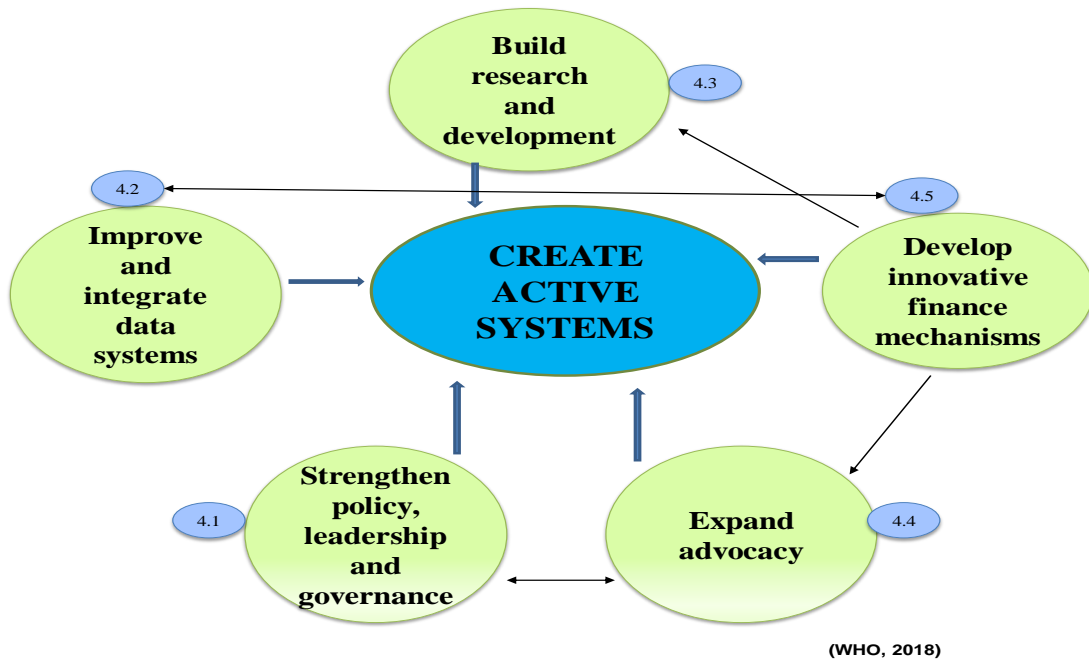 Build
research
and
development
4.3
4.2
4.5
Improve
and
integrate
data
systems
CREATE
ACTIVE
SYSTEMS
Develop
innovative
finance
mechanisms
Strengthen
policy,
leadership
and
governance
4.1
Expand
advocacy
4.4
(WHO, 2018)